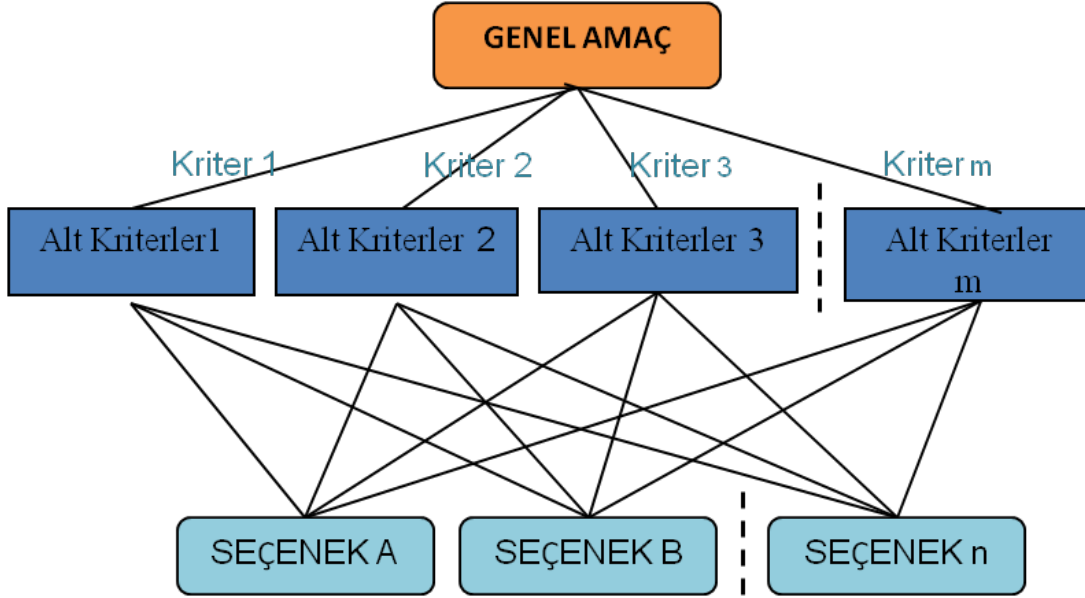 GENEL AMAÇ
Kriter 1
Kriter 2
Kriter 3
Kriter m
Alt Kriterler1
Alt Kriterler 2
Alt Kriterler 3
Alt Kriterler
m
SEÇENEK A
SEÇENEK B
SEÇENEK n